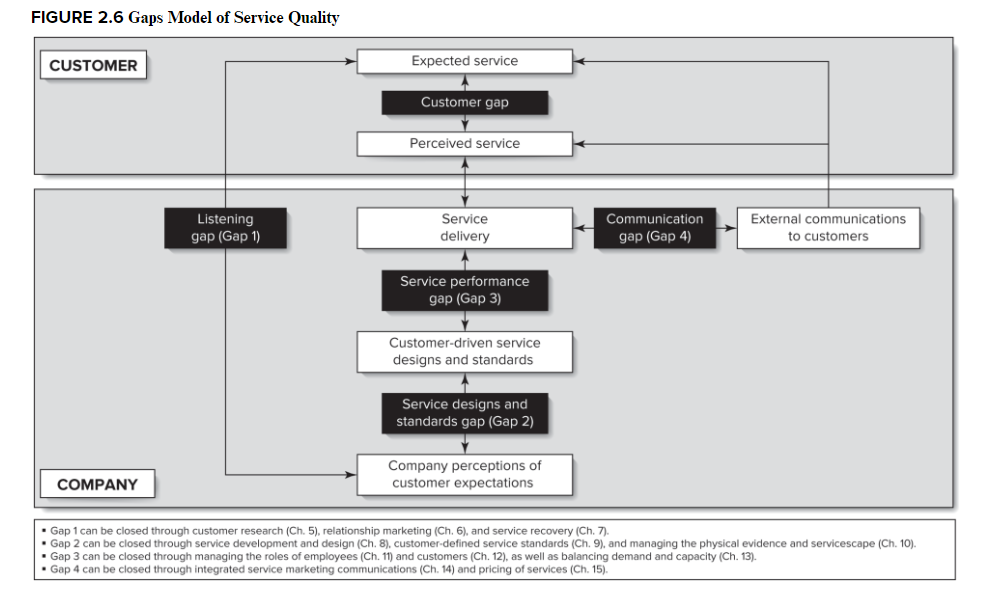 FIGURE 2.6 Gaps Model of Service Quality
CUSTOMER
Expected service
Customer gap
Perceived service
Listening
gap (Gap 1)
Service
delivery
Communication
gap (Gap 4)
External communications
to customers
Service performance
gap (Gap 3)
Customer-driven service
designs and standards
Service designs and
standards gap (Gap 2)
Company perceptions of
customer expectations
COMPANY
▪ Gap 1 can be closed through customer research (Ch. 5), relationship marketing (Ch. 6), and service recovery (Ch. 7).
▪ Gap 2 can be closed through service development and design (Ch. 8), customer-defined service standards (Ch. 9), and managing the physical evidence and servicescape (Ch. 10).
▪ Gap 3 can be closed through managing the roles of employees (Ch. 11) and customers (Ch. 12), as well as balancing demand and capacity (Ch. 13).
▪ Gap 4 can be closed through integrated service marketing communications (Ch. 14) and pricing of services (Ch. 15).